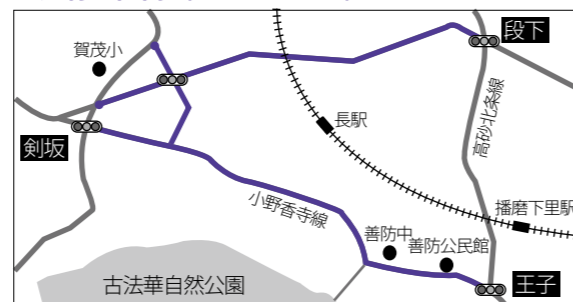 賀茂小
段下
剣坂
長駅
高砂北条線
小野香寺線
播磨下里駅
善防中
善防公民館
王子
古法華自然公園